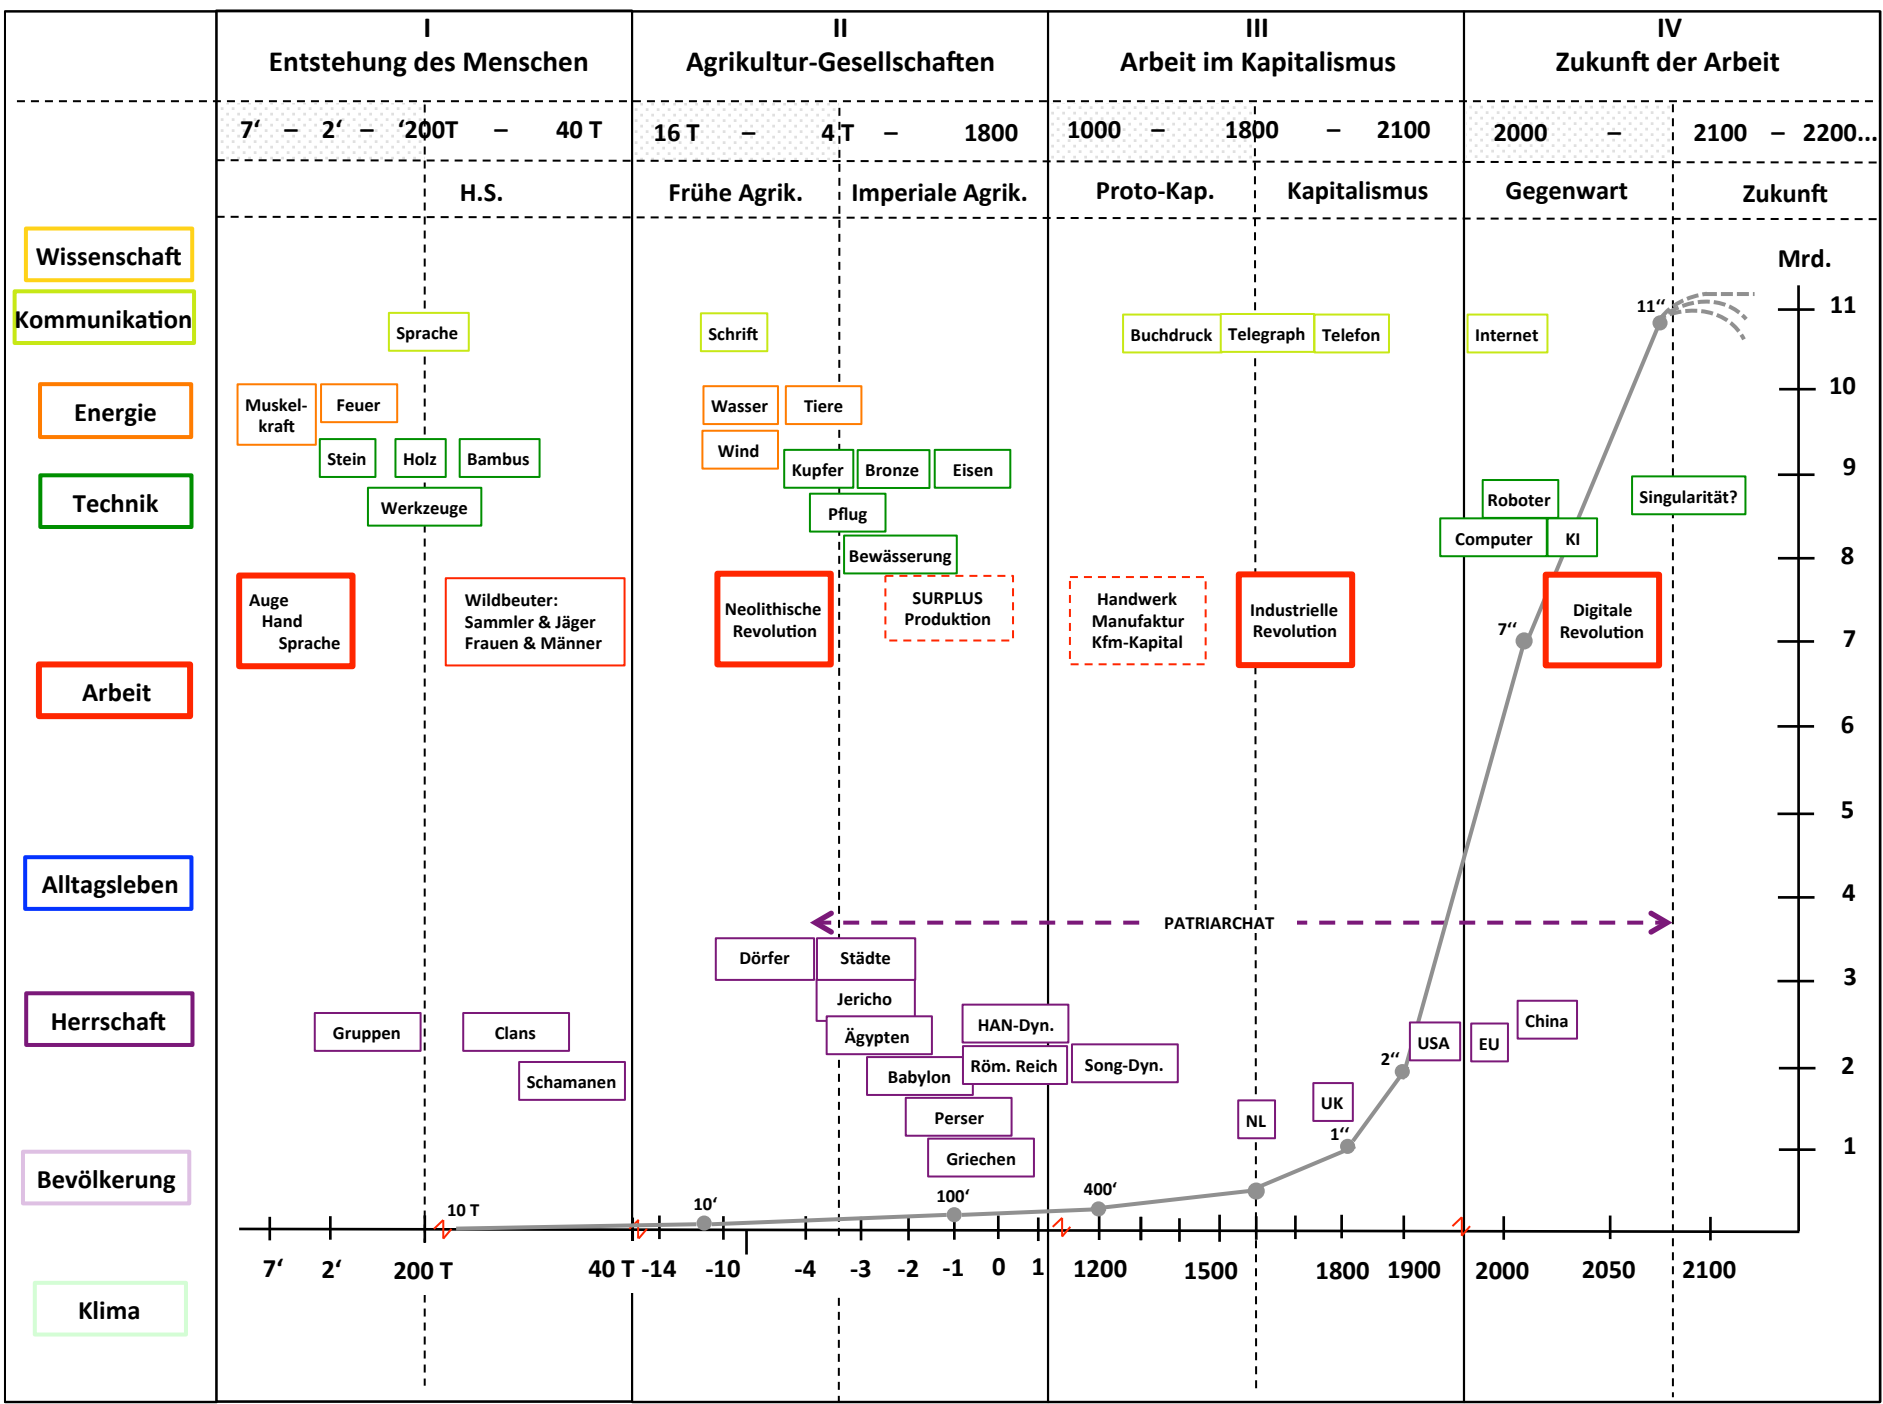 I
Entstehung des Menschen
II
Agrikultur-Gesellschaften
III
Arbeit im Kapitalismus
IV
Zukunft der Arbeit
7‘ – 2‘ – ‘200T – 40 T
16 T – 4 T – 1800
1000 – 1800 – 2100
2000 – 2100 – 2200...
H.S.
Frühe Agrik.
Imperiale Agrik.
Proto-Kap.
Kapitalismus
Gegenwart
Zukunft
Wissenschaft
Mrd.
Kommunikation
Sprache
Schrift
Buchdruck
Telegraph
Telefon
Internet
11‘‘
11
Energie
Muskel-
kraft
Feuer
Wasser
Tiere
Wind
10
Technik
Stein
Holz
Bambus
Werkzeuge
Kupfer
Bronze
Eisen
Pflug
Bewässerung
Roboter
Computer
KI
Singularität?
9
8
Arbeit
Auge
Hand
Sprache
Wildbeuter:
Sammler & Jäger
Frauen & Männer
Neolithische
Revolution
SURPLUS
Produktion
Handwerk
Manufaktur
Kfm-Kapital
Industrielle
Revolution
7‘‘
Digitale
Revolution
7
6
5
Alltagsleben
4
PATRIARCHAT
Herrschaft
Gruppen
Clans
Schamanen
Dörfer
Städte
Jericho
Ägypten
Babylon
Perser
Griechen
HAN-Dyn.
Röm. Reich
Song-Dyn.
NL
UK
USA
EU
China
3
2‘‘
2
1‘‘
1
Bevölkerung
10 T
10‘
100‘
400‘
7‘ 2‘ 200 T 40 T -14 -10 -4 -3 -2 -1 0 1 1200 1500 1800 1900 2000 2050 2100
Klima